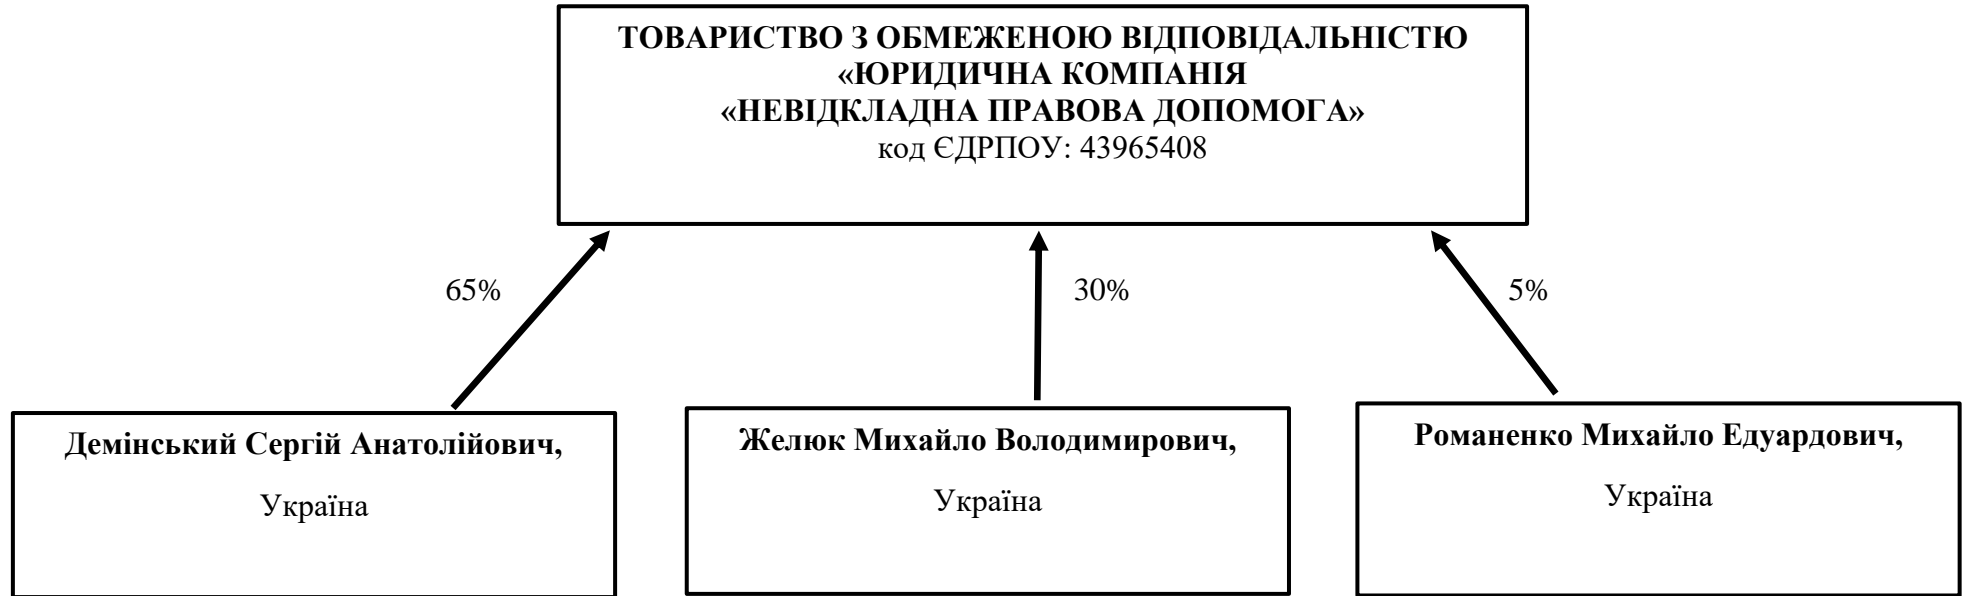 ТОВАРИСТВО З ОБМЕЖЕНОЮ ВІДПОВІДАЛЬНІСТЮ
«ЮРИДИЧНА КОМПАНІЯ
«НЕВІДКЛАДНА ПРАВОВА ДОПОМОГА»
код ЄДРПОУ: 43965408
65%
30%
5%
Демінський Сергій Анатолійович,
Україна
Желюк Михайло Володимирович,
Україна
Романенко Михайло Едуардович,
Україна